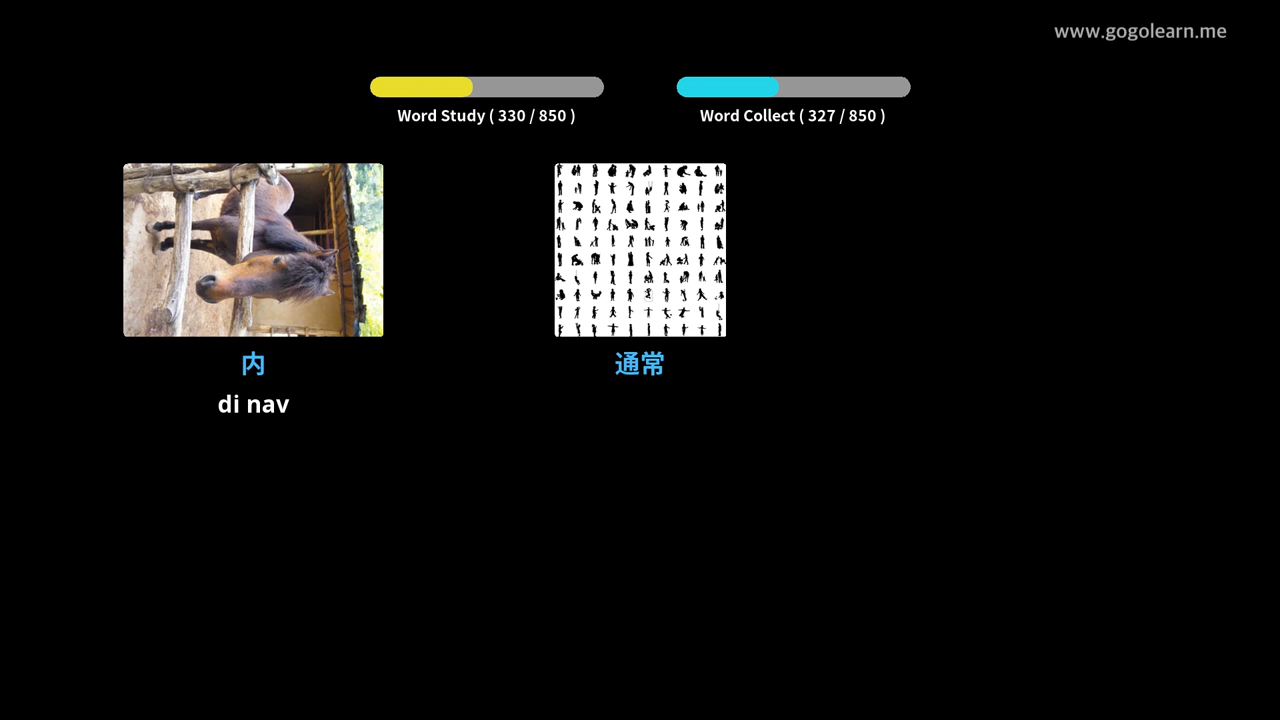 www.gogolearn.me
Word Study ( 330 / 850 )
Word Collect ( 327 / 850 )
内
通常
di nav